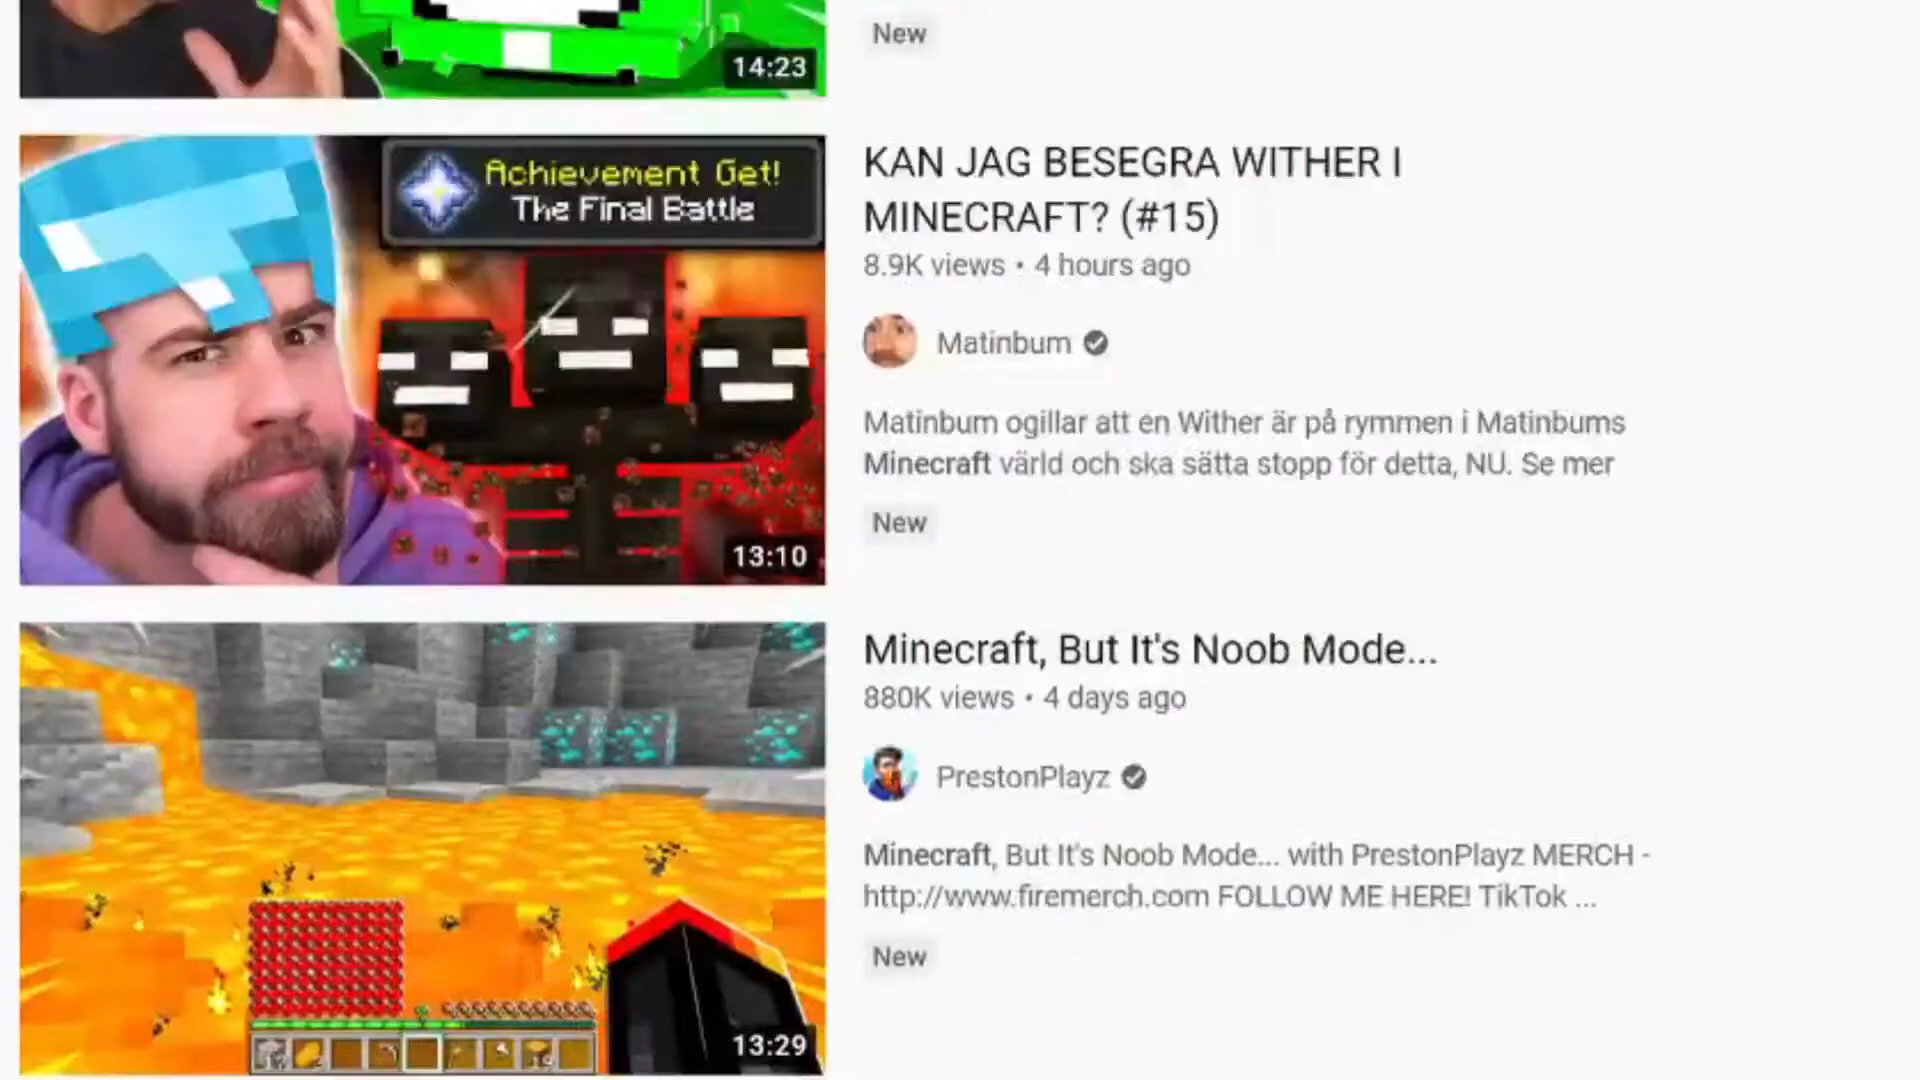 New
14:23
Achievement Get!
The Final Battle
13:10
KAN JAG BESEGRA WITHER I
MINECRAFT? (#15)
8.9K views • 4 hours ago
Matinbum
Matinbum ogillar att en Wither är på rymmen i Matinbums
Minecraft värld och ska sätta stopp för detta, NU. Se mer
New
13:29
Minecraft, But It's Noob Mode...
880K views • 4 days ago
PrestonPlayz
Minecraft, But It's Noob Mode... with PrestonPlayz MERCH -
http://www.firemerch.com FOLLOW ME HERE! TikTok ...
New